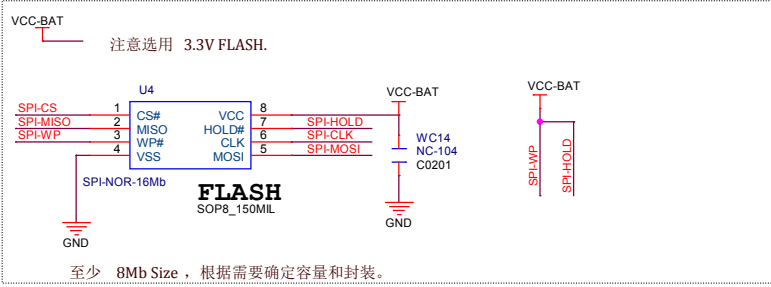 VCC-BAT
注意选用 3.3V FLASH.
U4
VCC-BAT
VCC-BAT
SPI-CS 1 CS# VCC 8
SPI-MISO 2 MISO HOLD# 7 SPI-HOLD
SPI-WP 3 WP# CLK 6 SPI-CLK
4 VSS MOSI 5 SPI-MOSI
WC14
NC-104
C0201
SPI-WP
SPI-HOLD
SPI-NOR-16Mb
FLASH
SOP8_150MIL
GND
GND
至少 8Mb Size ，根据需要确定容量和封装。